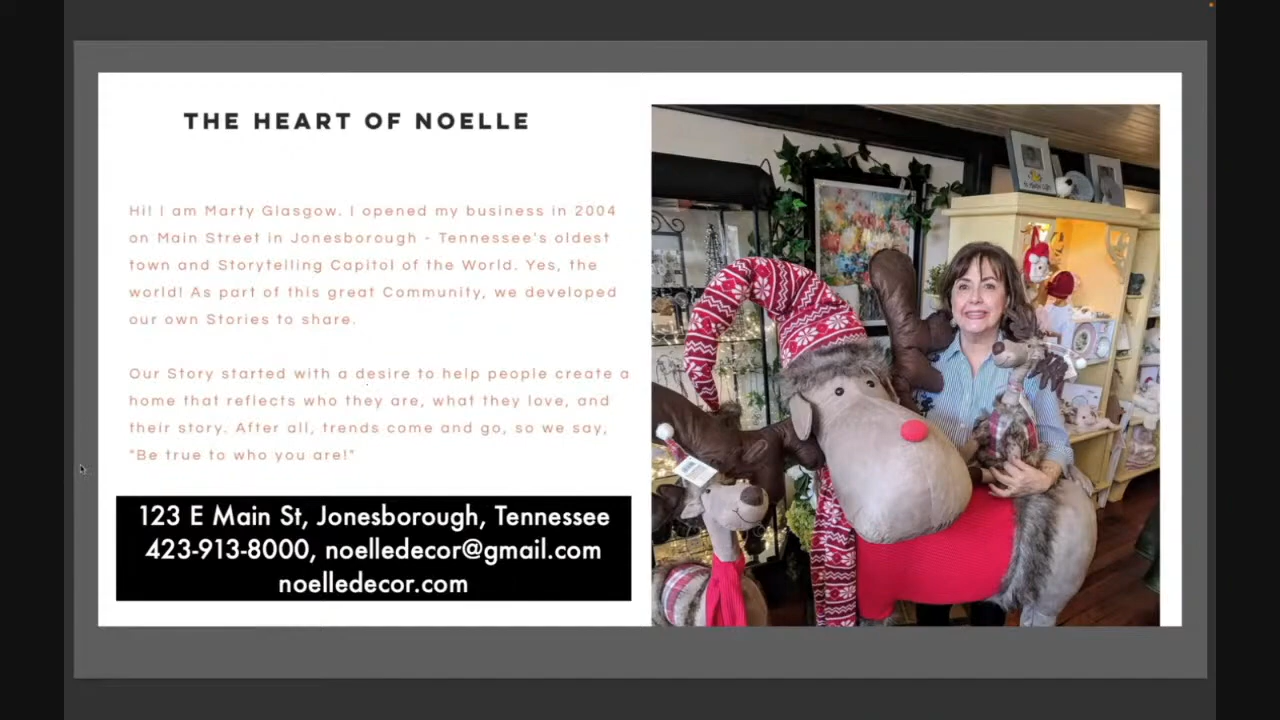 THE HEART OF NOELLE
Hi! I am Marty Glasgow. I opened my business in 2004
on Main Street in Jonesborough - Tennessee's oldest
town and Storytelling Capitol of the World. Yes, the
world! As part of this great Community, we developed
our own Stories to share.
Our Story started with a desire to help people create a
home that reflects who they are, what they love, and
their story. After all, trends come and go, so we say,
"Be true to who you are!"
123 E Main St, Jonesborough, Tennessee
423-913-8000, noelledecor@gmail.com
noelledecor.com